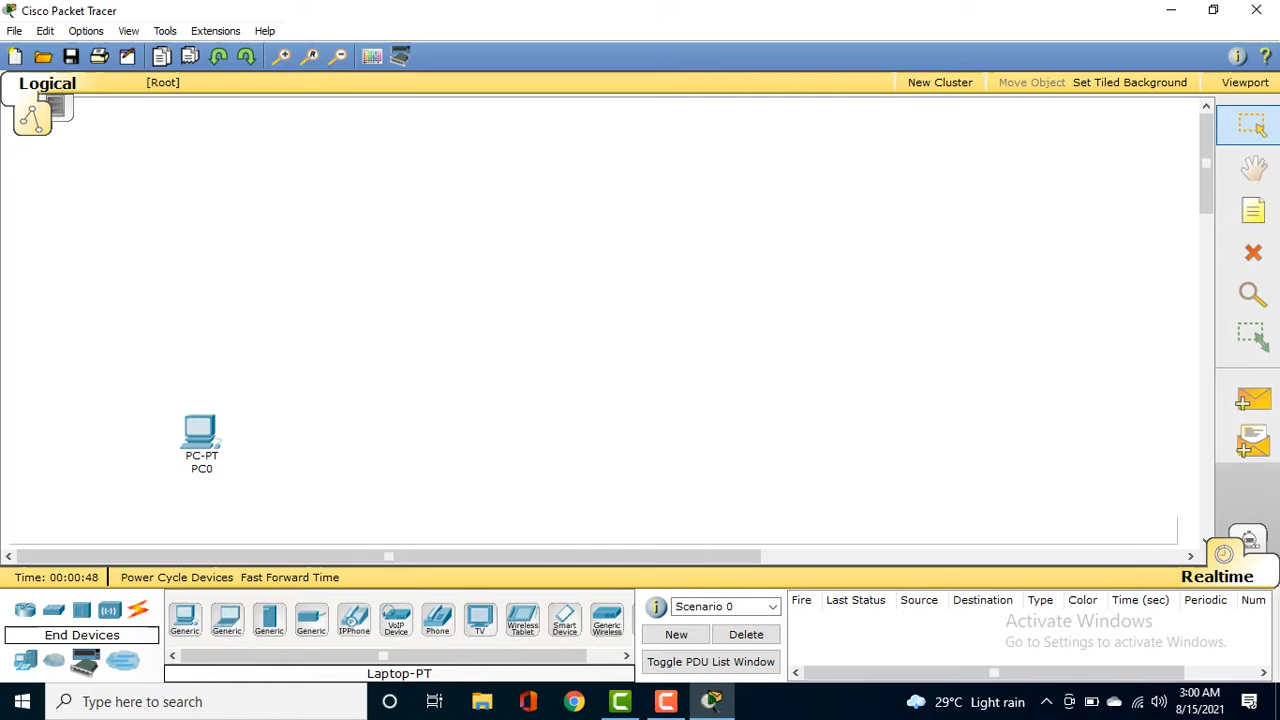 Cisco Packet Tracer
File Edit Options View Tools Extensions Help
Logical [Root] New Cluster Move Object Set Tiled Background Viewport
PC-PT
PC0
Time: 00:00:48 Power Cycle Devices Fast Forward Time Realtime
End Devices
Generic Generic Generic Generic IPPhone VoIP Device Phone TV Wireless Tablet Smart Device Generic Wireless
Laptop-PT
Scenario 0
New Delete
Toggle PDU List Window
Fire Last Status Source Destination Type Color Time (sec) Periodic Num
Activate Windows
Go to Settings to activate Windows.
Type here to search
29°C Light rain
3:00 AM
8/15/2021